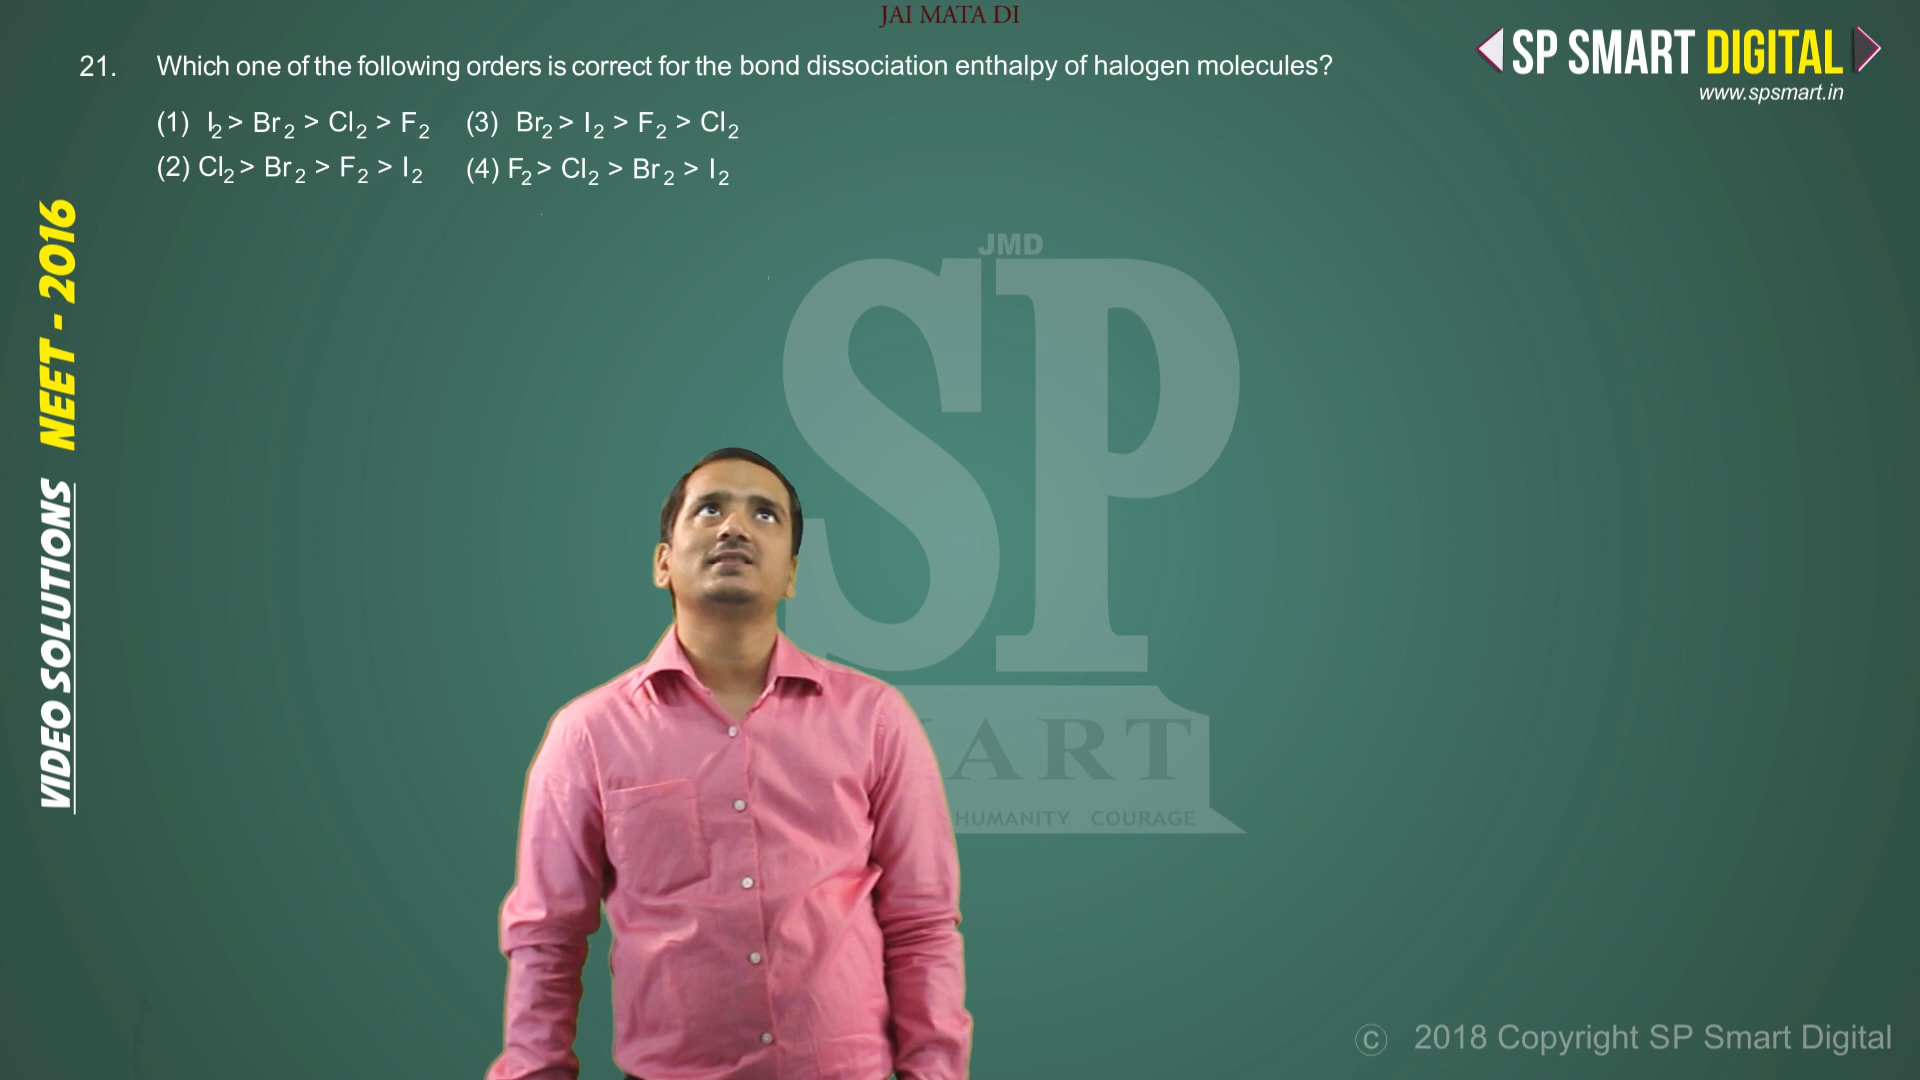 JAI MATA DI
SP SMART DIGITAL
www.spsmart.in
21. Which one of the following orders is correct for the bond dissociation enthalpy of halogen molecules?
(1) I₂ > Br₂ > Cl₂ > F₂ (3) Br₂ > I₂ > F₂ > Cl₂
(2) Cl₂ > Br₂ > F₂ > I₂ (4) F₂ > Cl₂ > Br₂ > I₂
VIDEO SOLUTIONS NEET - 2016
JMD
SP
ART
HUMANITY COURAGE
© 2018 Copyright SP Smart Digital